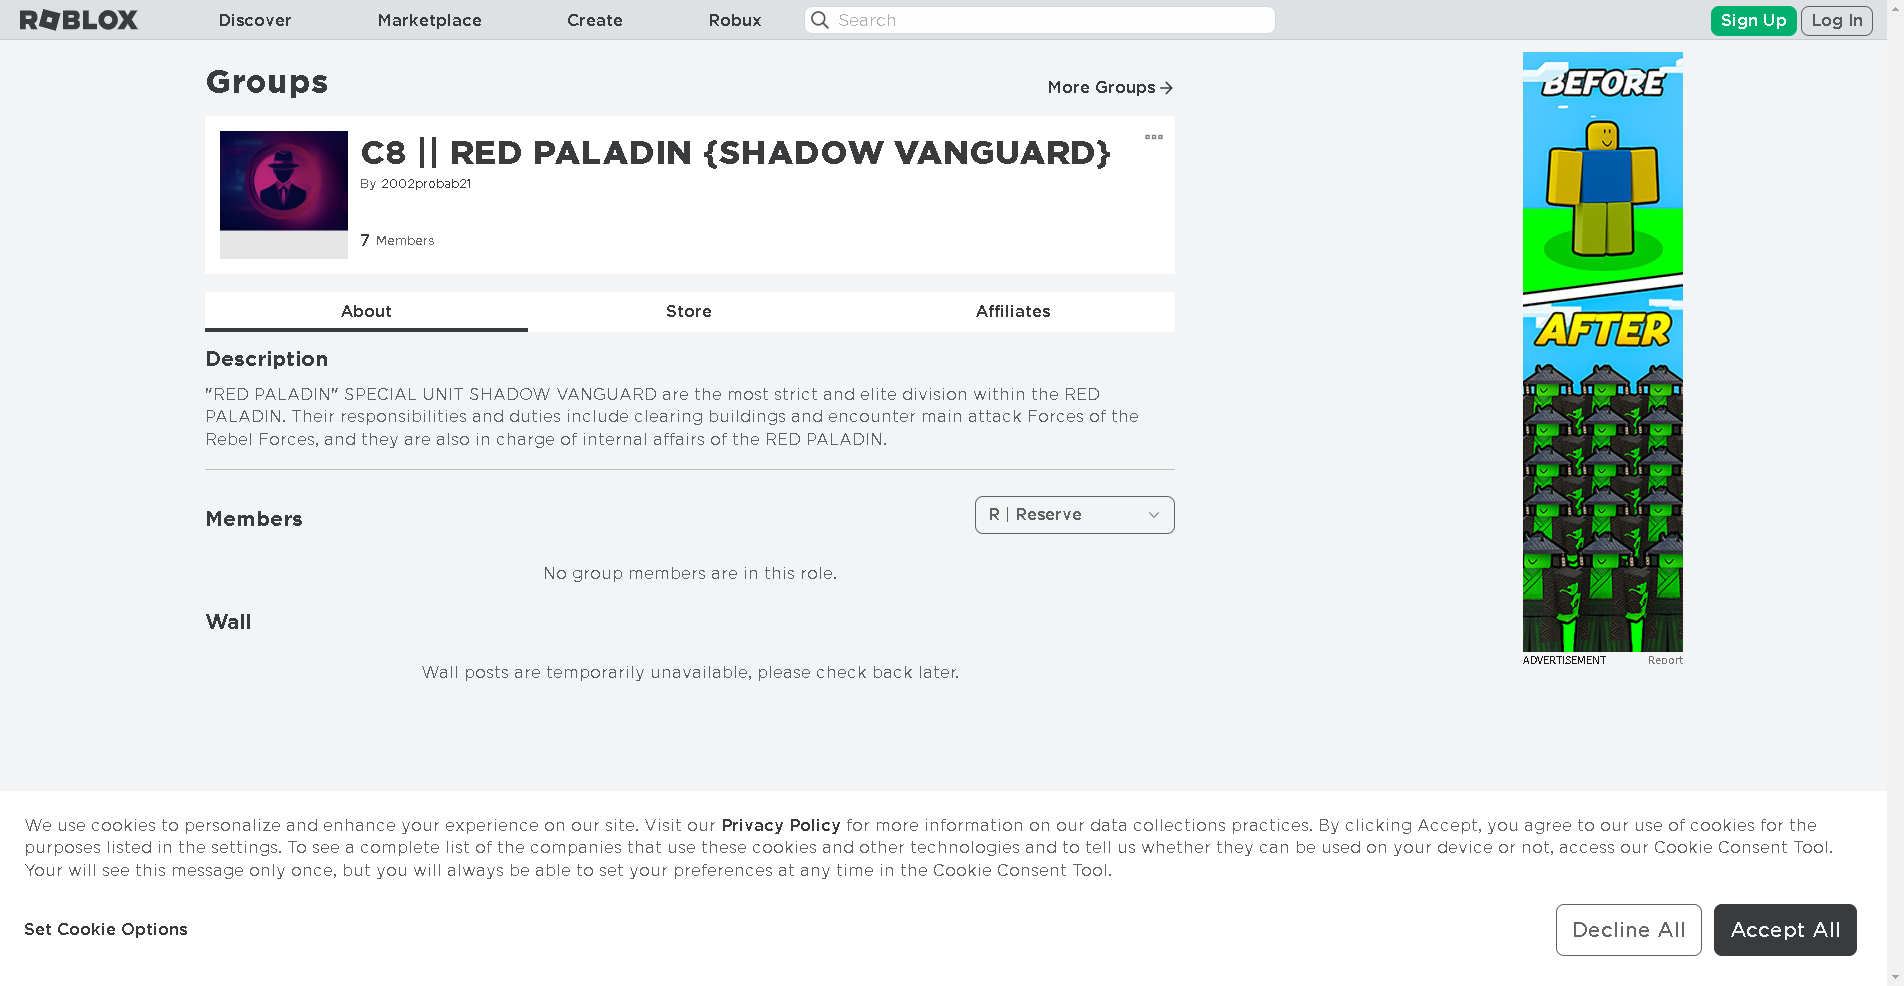 ROBLOX Discover Marketplace Create Robux Search Sign Up Log In
Groups
More Groups
C8 || RED PALADIN {SHADOW VANGUARD}
By 2002probab21
7 Members
About Store Affiliates
Description
"RED PALADIN" SPECIAL UNIT SHADOW VANGUARD are the most strict and elite division within the RED
PALADIN. Their responsibilities and duties include clearing buildings and encounter main attack Forces of the
Rebel Forces, and they are also in charge of internal affairs of the RED PALADIN.
Members
R | Reserve
No group members are in this role.
Wall
Wall posts are temporarily unavailable, please check back later.
BEFORE
AFTER
ADVERTISEMENT Report
We use cookies to personalize and enhance your experience on our site. Visit our Privacy Policy for more information on our data collections practices. By clicking Accept, you agree to our use of cookies for the
purposes listed in the settings. To see a complete list of the companies that use these cookies and other technologies and to tell us whether they can be used on your device or not, access our Cookie Consent Tool.
Your will see this message only once, but you will always be able to set your preferences at any time in the Cookie Consent Tool.
Set Cookie Options
Decline All
Accept All